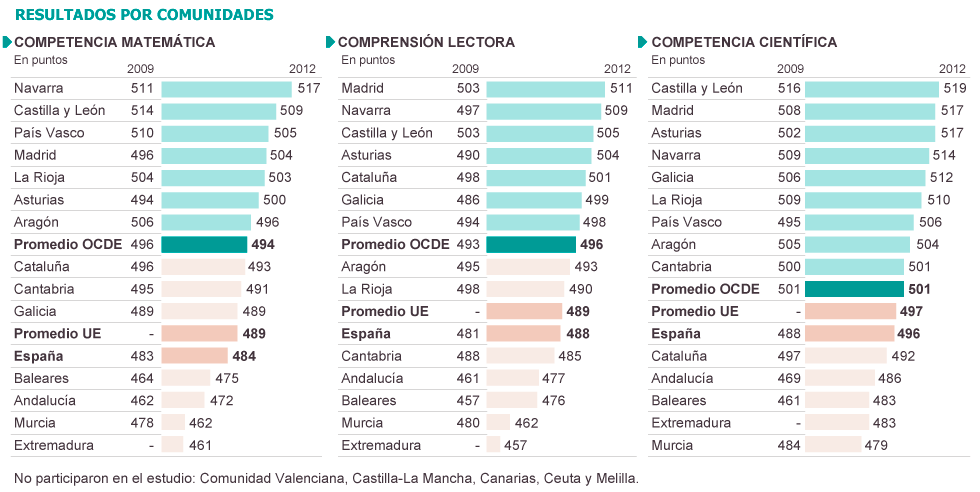 RESULTADOS POR COMUNIDADES
COMPETENCIA MATEMÁTICA
En puntos
2009 2012
Navarra 511 517
Castilla y León 514 509
País Vasco 510 505
Madrid 496 504
La Rioja 504 503
Asturias 494 500
Aragón 506 496
Promedio OCDE 496 494
Cataluña 496 493
Cantabria 495 491
Galicia 489 489
Promedio UE - 489
España 483 484
Baleares 464 475
Andalucía 462 472
Murcia 478 462
Extremadura - 461
COMPRENSIÓN LECTORA
En puntos
2009 2012
Madrid 503 511
Navarra 497 509
Castilla y León 503 505
Asturias 490 504
Cataluña 498 501
Galicia 486 499
País Vasco 494 498
Promedio OCDE 493 496
Aragón 495 493
La Rioja 498 490
Promedio UE - 489
España 481 488
Cantabria 488 485
Andalucía 461 477
Baleares 457 476
Murcia 480 462
Extremadura - 457
COMPETENCIA CIENTÍFICA
En puntos
2009 2012
Castilla y León 516 519
Madrid 508 517
Asturias 502 517
Navarra 509 514
Galicia 506 512
La Rioja 509 510
País Vasco 495 506
Aragón 505 504
Cantabria 500 501
Promedio OCDE 501 501
Promedio UE - 497
España 488 496
Cataluña 497 492
Andalucía 469 486
Baleares 461 483
Extremadura - 483
Murcia 484 479
No participaron en el estudio: Comunidad Valenciana, Castilla-La Mancha, Canarias, Ceuta y Melilla.